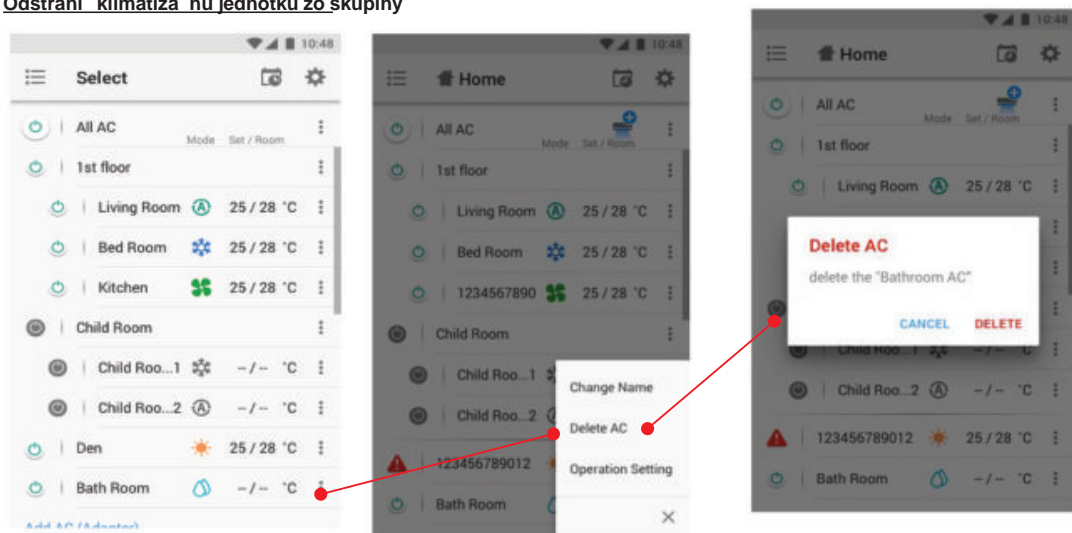 Odstrani klimatiza nú jednotku zo skupiny
10:48
Select
All AC
Mode Set / Room
1st floor
Living Room 25 / 28 °C
Bed Room 25 / 28 °C
Kitchen 25 / 28 °C
Child Room
Child Roo...1 -- / -- °C
Child Roo...2 -- / -- °C
Den 25 / 28 °C
Bath Room -- / -- °C
Add AC (Adapter)
10:48
Home
All AC
Mode Set / Room
1st floor
Living Room 25 / 28 °C
Bed Room 25 / 28 °C
1234567890 25 / 28 °C
Child Room
Child Roo...1
Child Roo...2
123456789012
Bath Room
Change Name
Delete AC
Operation Setting
10:48
Home
All AC
Mode Set / Room
1st floor
Living Room 25 / 28 °C
Delete AC
delete the "Bathroom AC"
CANCEL DELETE
Child Roo...1 -- / -- °C
Child Roo...2 -- / -- °C
123456789012 25 / 28 °C
Bath Room -- / -- °C